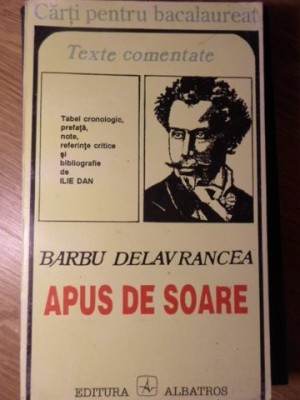 Cărți pentru bacalaureat
Texte comentate
Tabel cronologic,
prefață,
note,
referințe critice
și
bibliografie
de
ILIE DAN
BARBU DELAVRANCEA
APUS DE SOARE
EDITURA ALBATROS